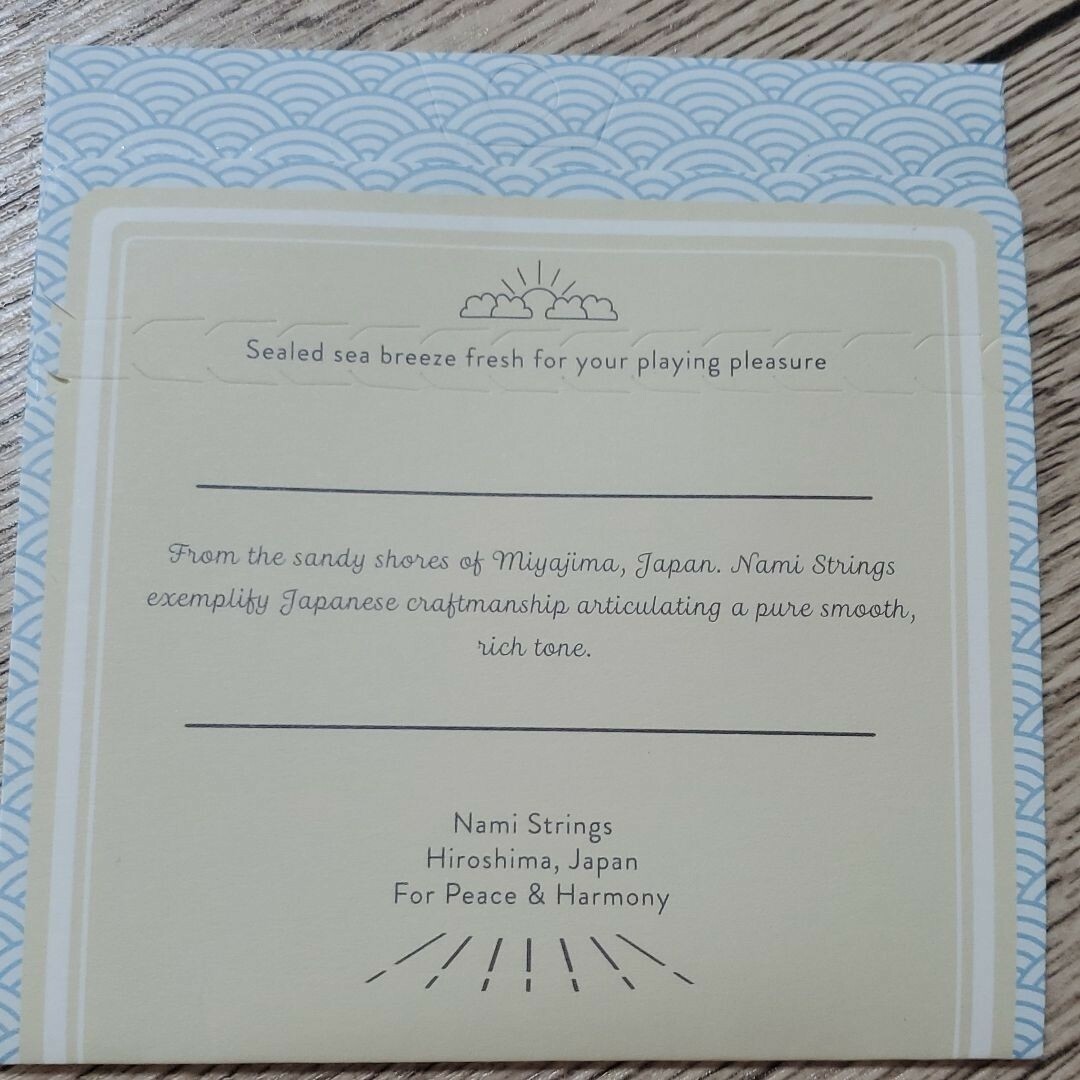 Sealed sea breeze fresh for your playing pleasure
From the sandy shores of Miyajima, Japan. Nami Strings
exemplify Japanese craftmanship articulating a pure smooth,
rich tone.
Nami Strings
Hiroshima, Japan
For Peace & Harmony